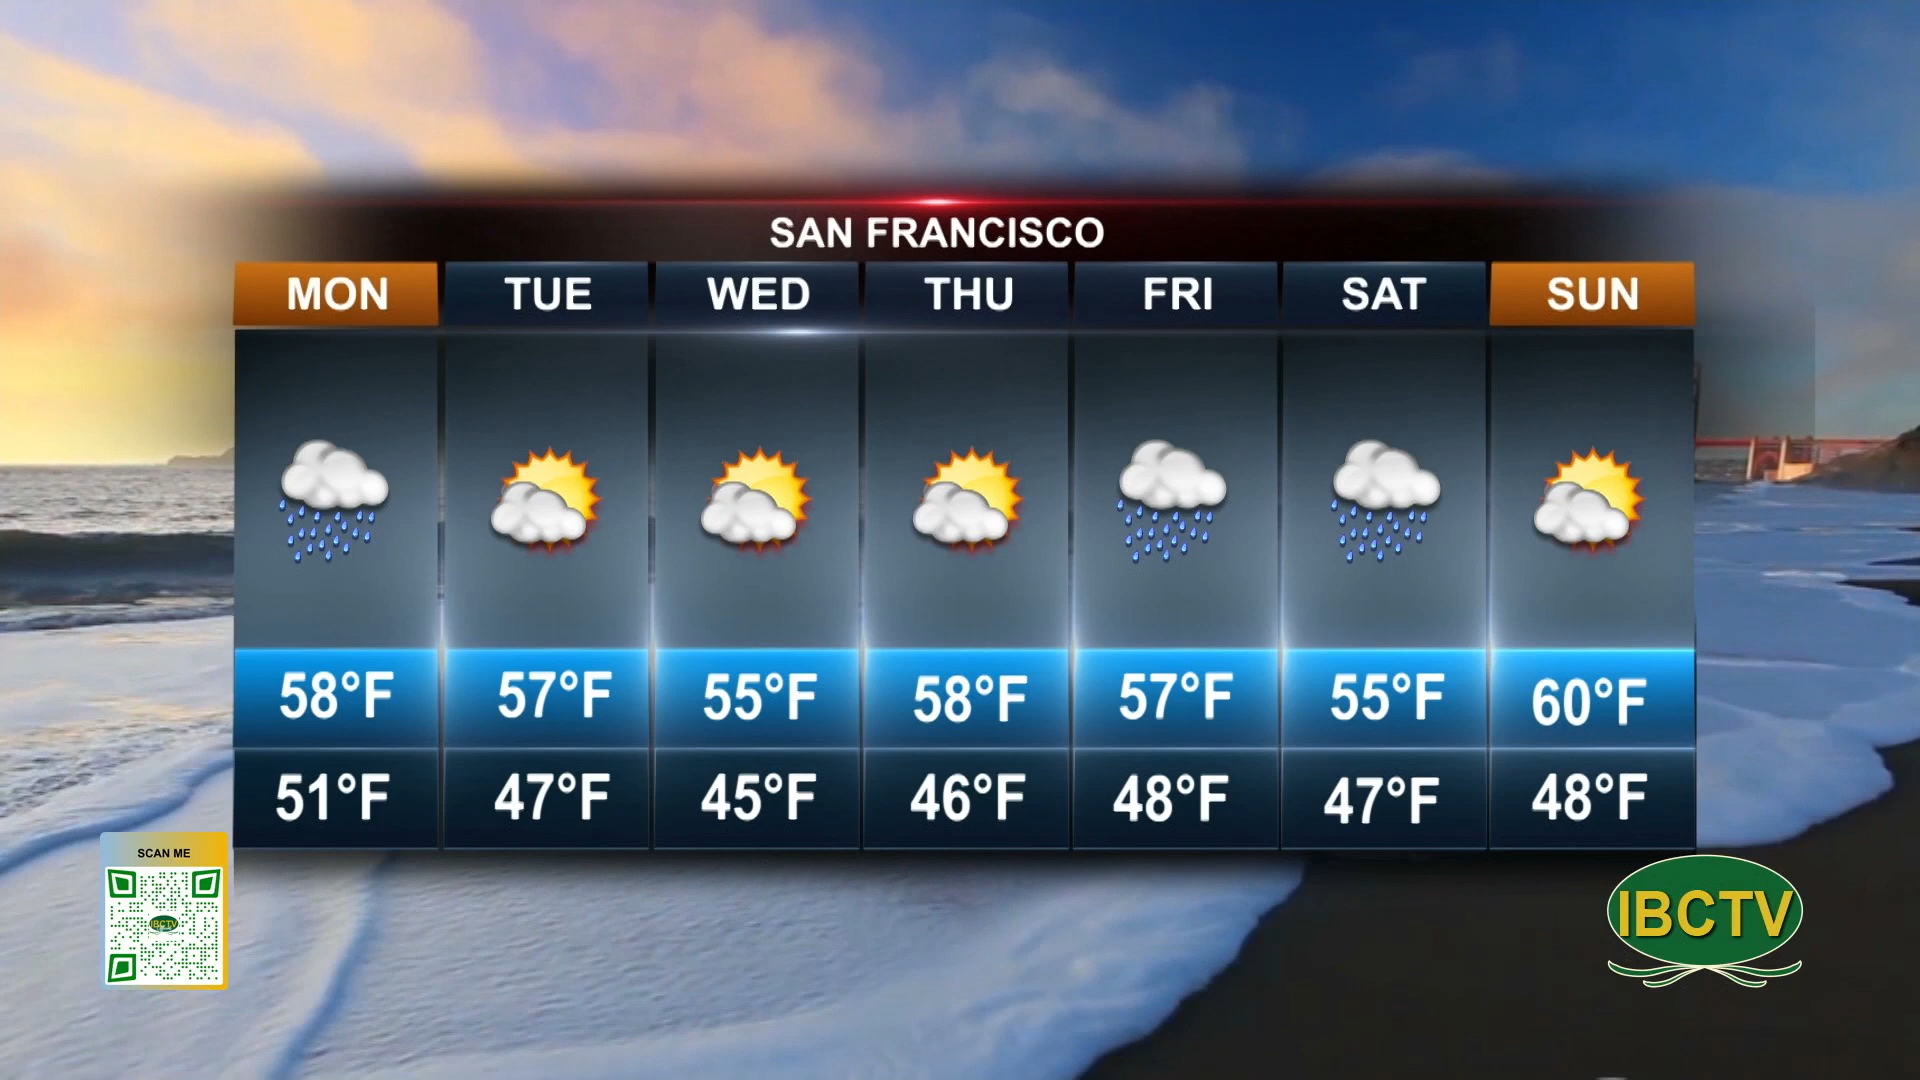 SAN FRANCISCO
MON TUE WED THU FRI SAT SUN
58°F 57°F 55°F 58°F 57°F 55°F 60°F
51°F 47°F 45°F 46°F 48°F 47°F 48°F
SCAN ME
IBCTV
IBCTV